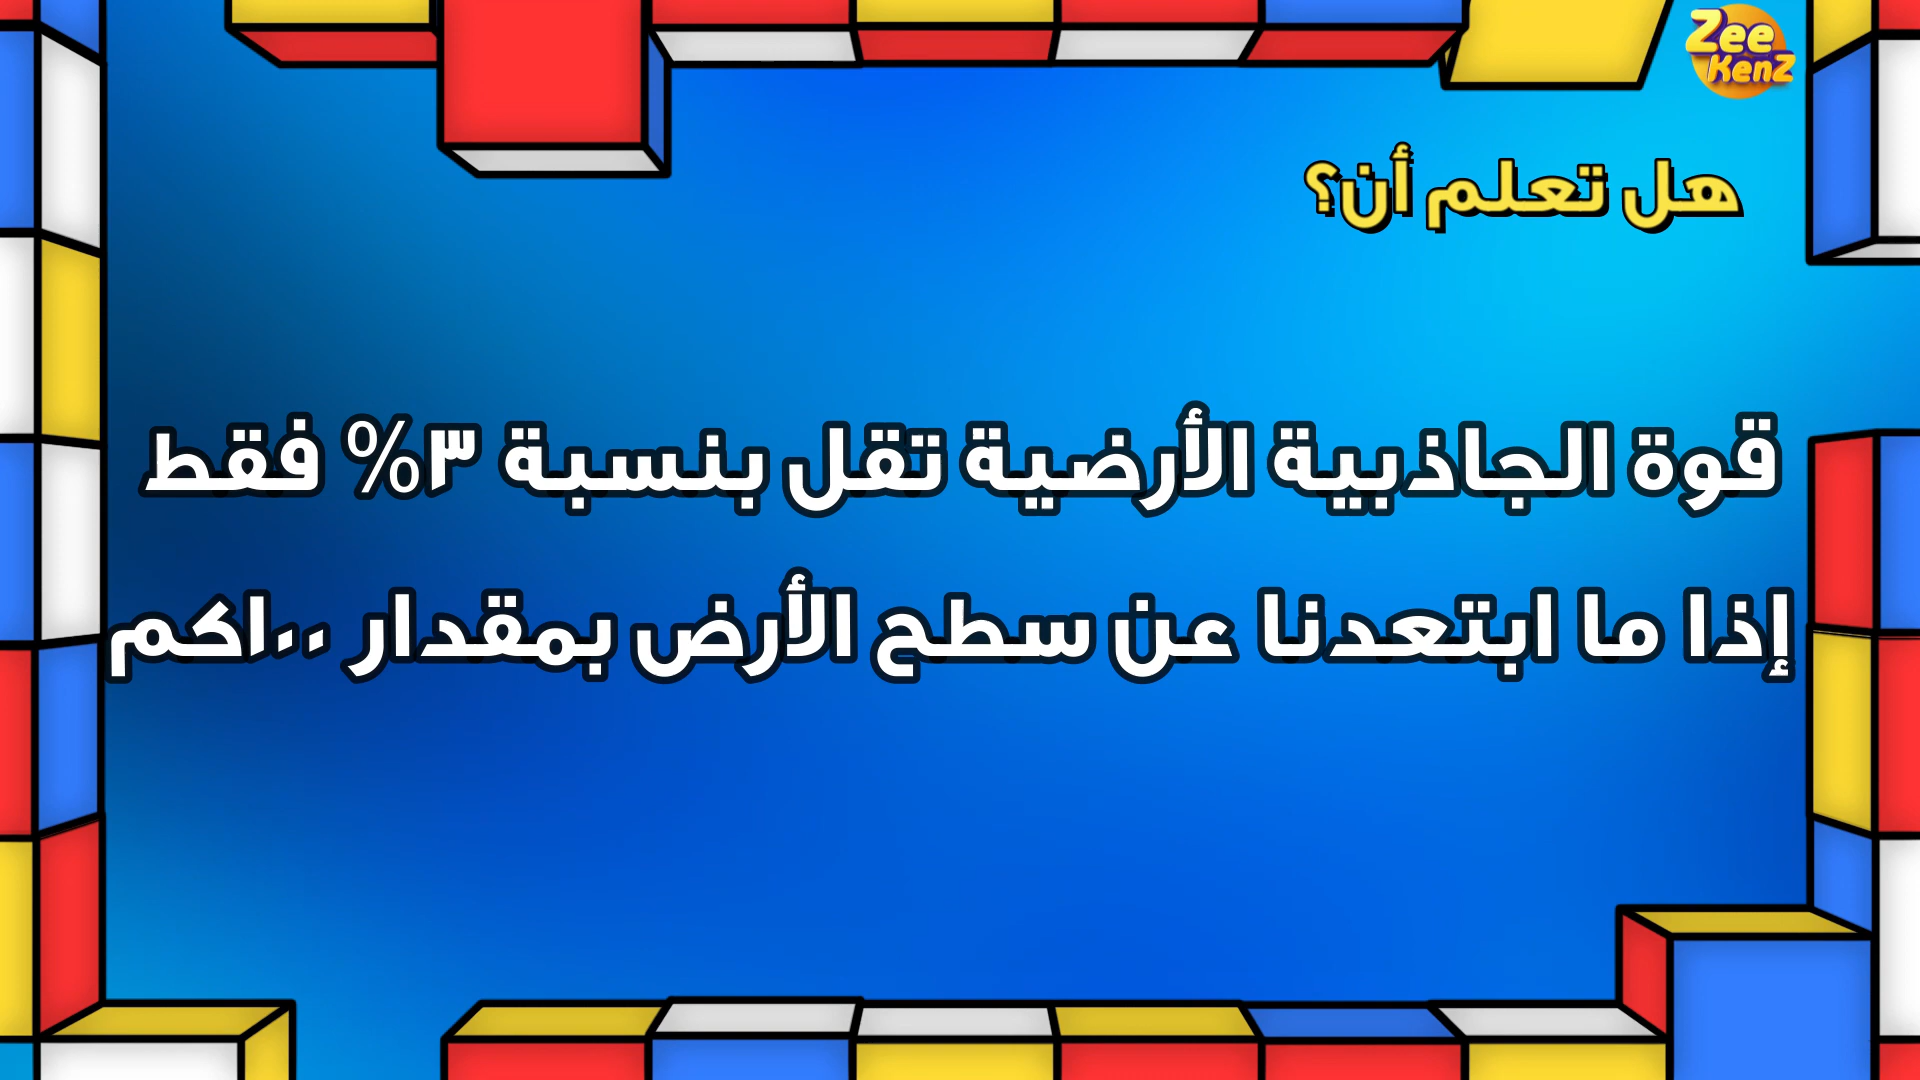 Zee
KenZ
هل تعلم أن؟
قوة الجاذبية الأرضية تقل بنسبة ٣% فقط
إذا ما ابتعدنا عن سطح الأرض بمقدار ١٠٠كم